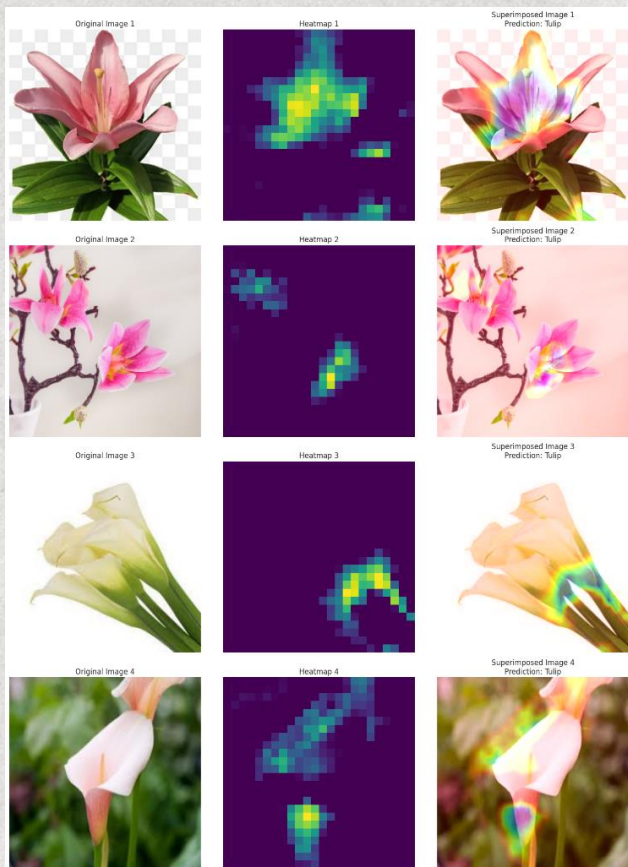 Original Image 1
Heatmap 1
Superimposed Image 1
Prediction: Tulip
Original Image 2
Heatmap 2
Superimposed Image 2
Prediction: Tulip
Original Image 3
Heatmap 3
Superimposed Image 3
Prediction: Tulip
Original Image 4
Heatmap 4
Superimposed Image 4
Prediction: Tulip